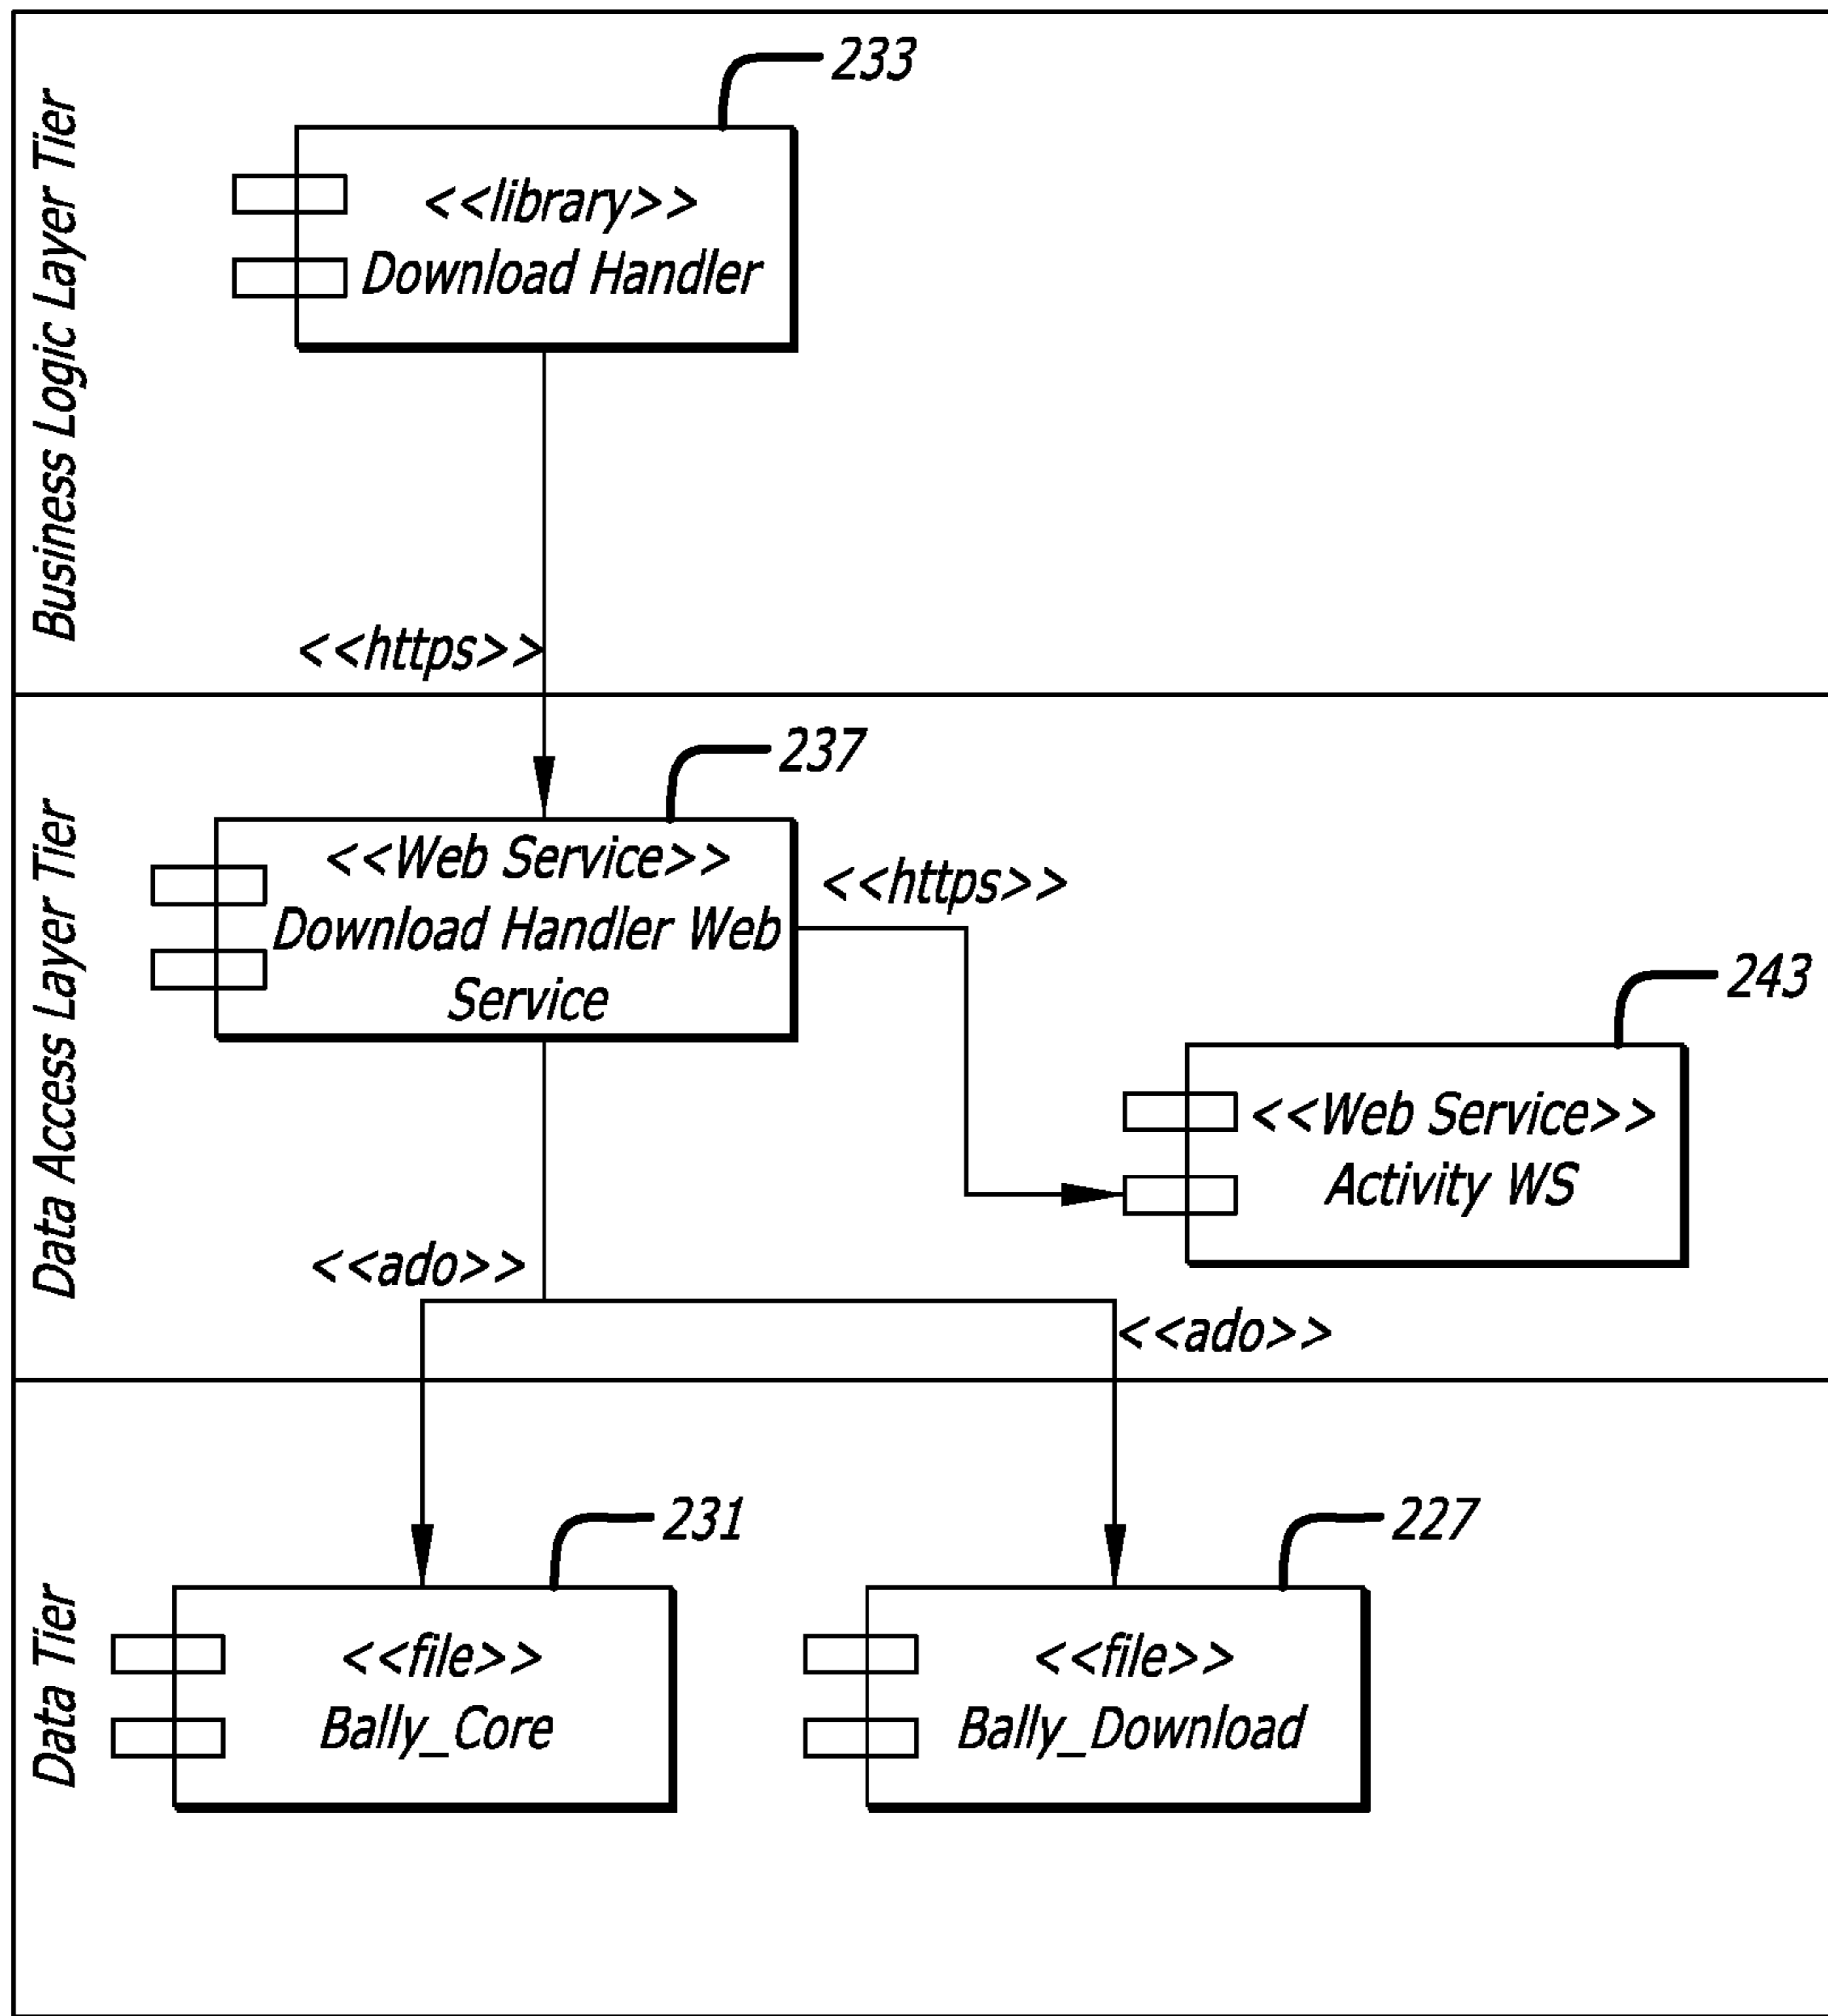 Business Logic Layer Tier
233
<<library>>
Download Handler
<<https>>
Data Access Layer Tier
237
<<Web Service>>
Download Handler Web
Service
<<https>>
243
<<Web Service>>
Activity WS
<<ado>>
<<ado>>
Data Tier
231
<<file>>
Bally_Core
227
<<file>>
Bally_Download